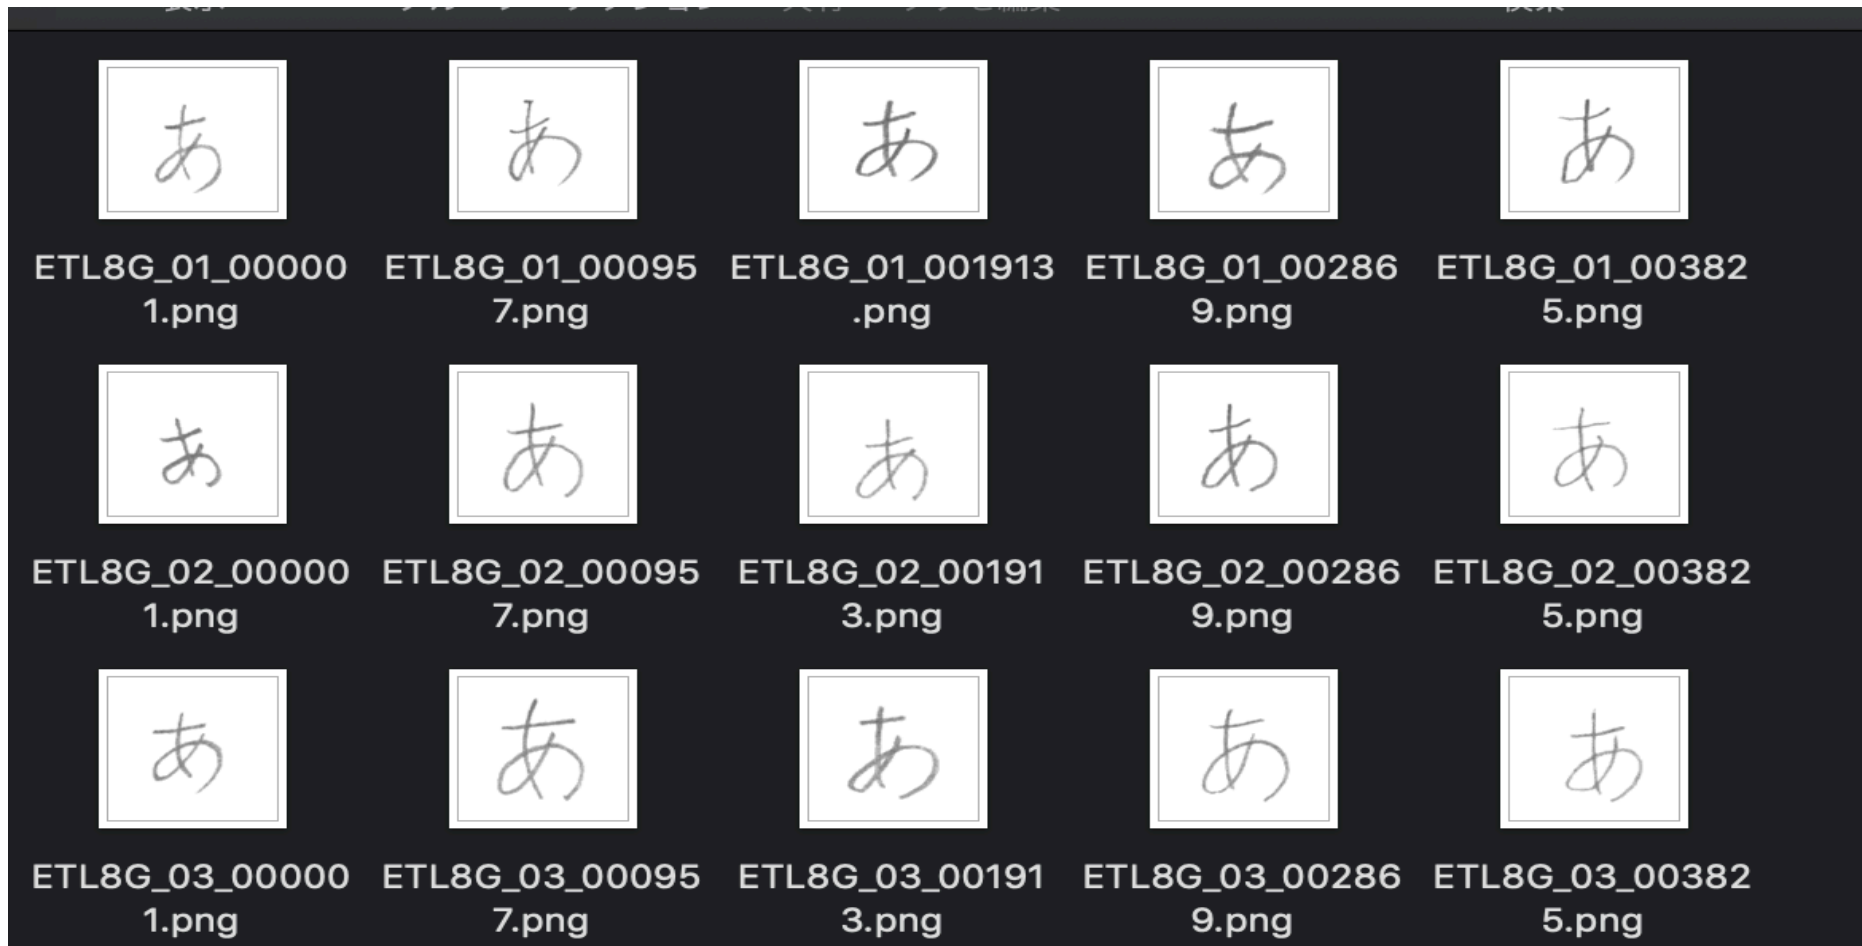 あ あ あ あ あ
ETL8G_01_00000 ETL8G_01_00095 ETL8G_01_001913 ETL8G_01_00286 ETL8G_01_00382
1.png 7.png .png 9.png 5.png
あ あ あ あ あ
ETL8G_02_00000 ETL8G_02_00095 ETL8G_02_00191 ETL8G_02_00286 ETL8G_02_00382
1.png 7.png 3.png 9.png 5.png
あ あ あ あ あ
ETL8G_03_00000 ETL8G_03_00095 ETL8G_03_00191 ETL8G_03_00286 ETL8G_03_00382
1.png 7.png 3.png 9.png 5.png